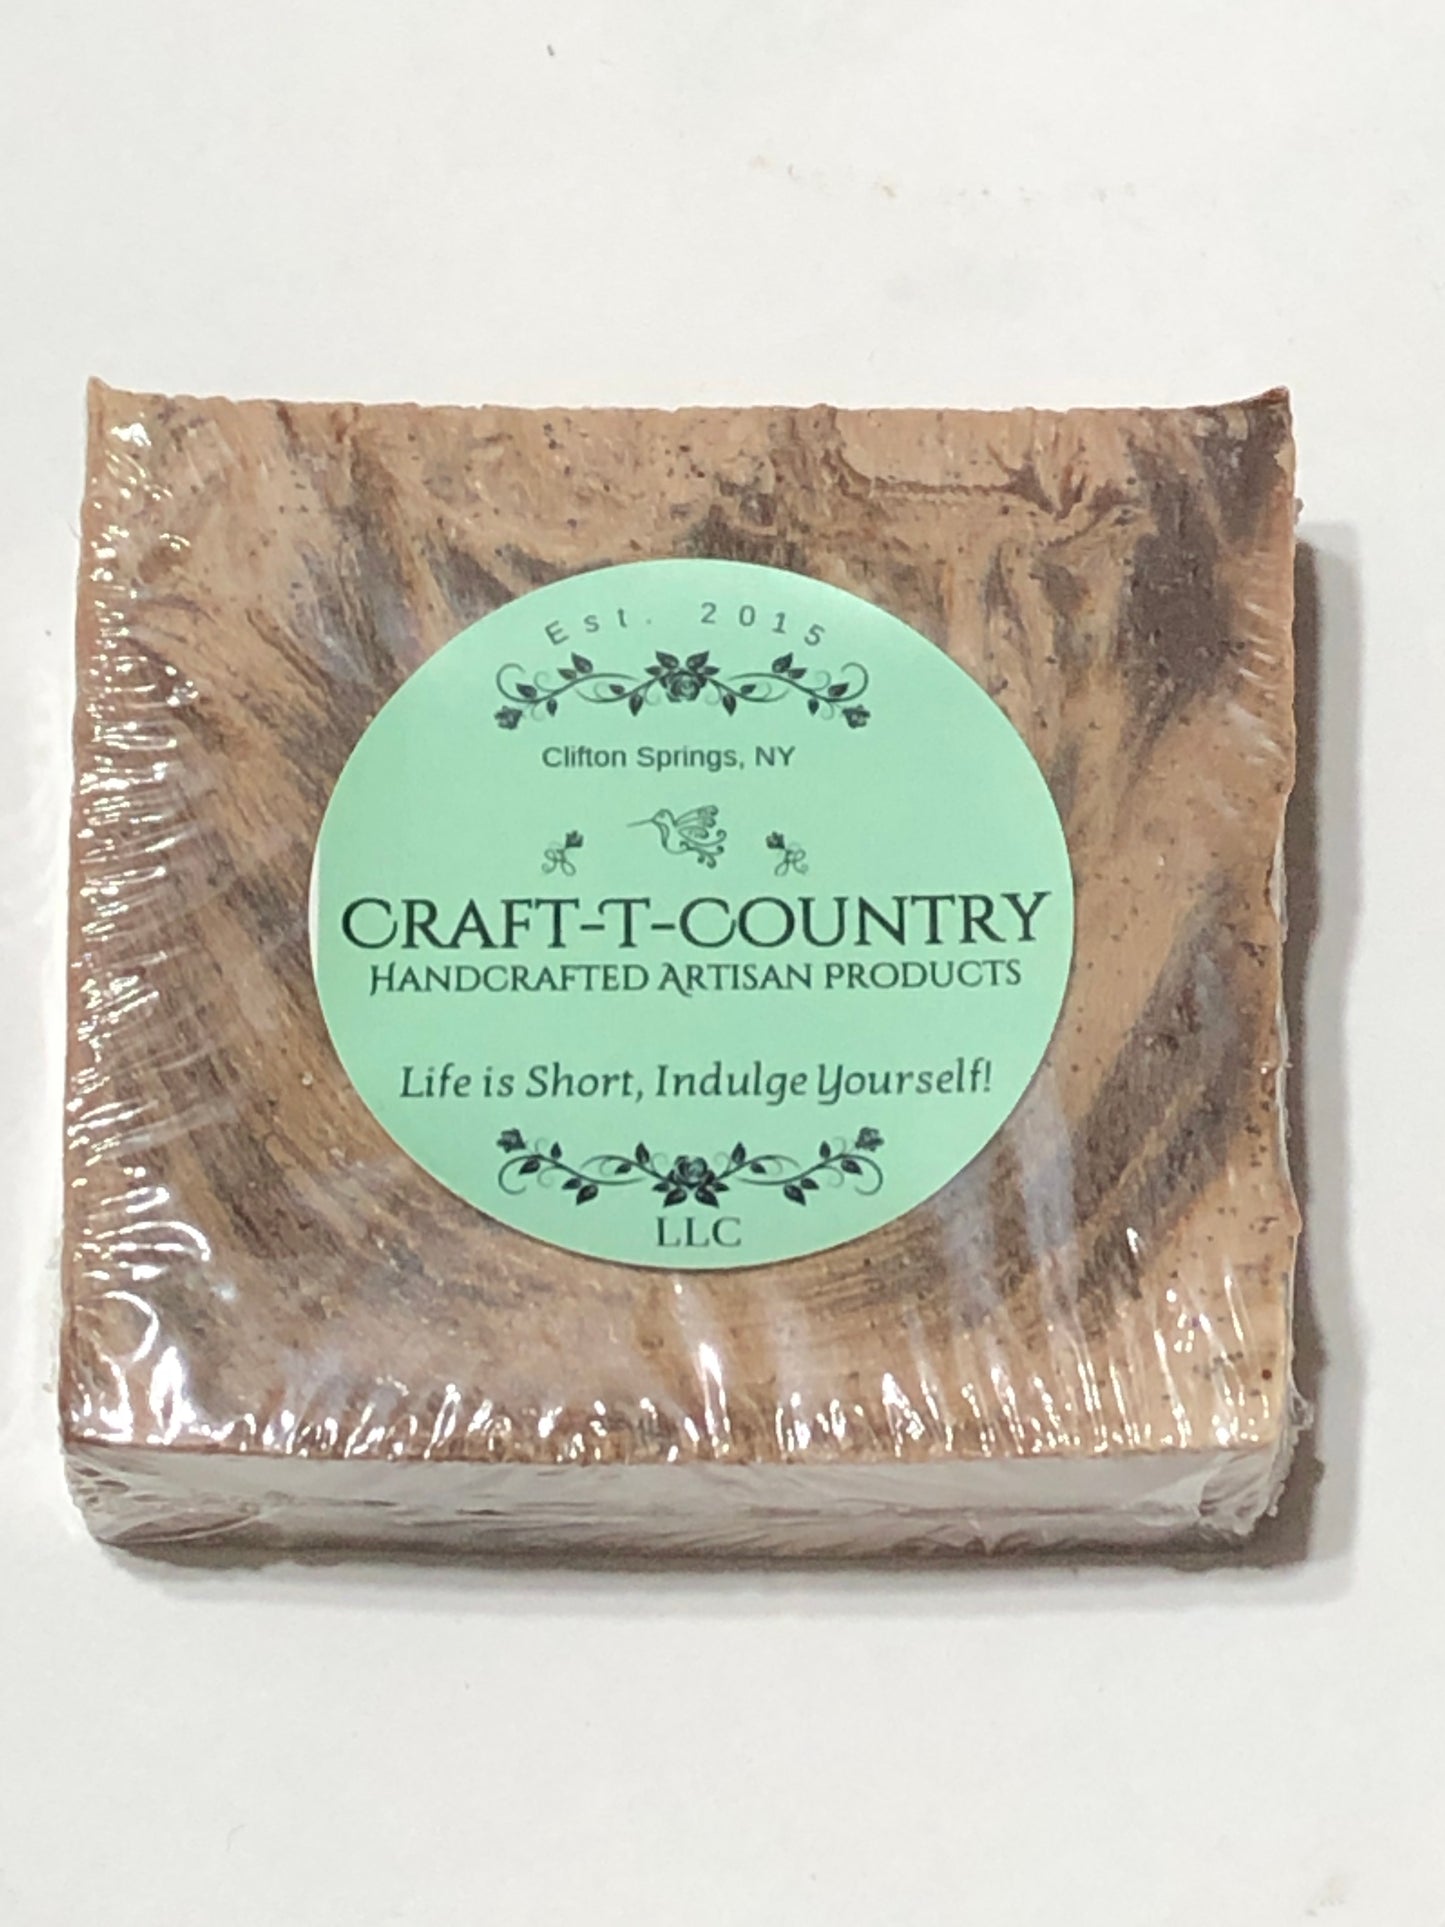 Est. 2015
Clifton Springs, NY
CRAFT-T-COUNTRY
HANDCRAFTED ARTISAN PRODUCTS
Life is Short, Indulge Yourself!
LLC